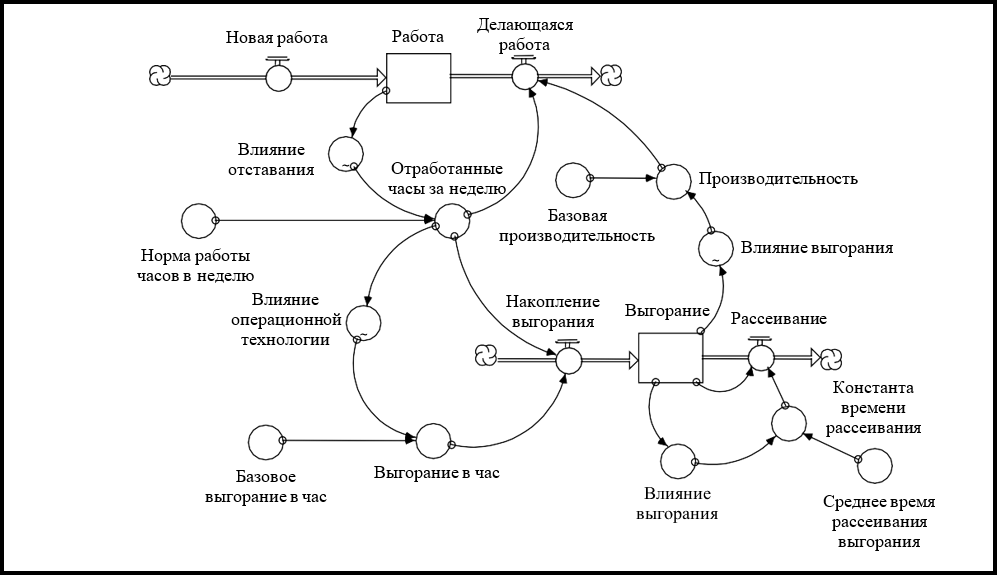 Новая работа
Работа
Делающаяся
работа
Влияние
отставания
Отработанные
часы за неделю
Производительность
Базовая
производительность
Норма работы
часов в неделю
Влияние выгорания
Влияние
операционной
технологии
Накопление
выгорания
Выгорание
Рассеивание
Константа
времени
рассеивания
Базовое
выгорание в час
Выгорание в час
Влияние
выгорания
Среднее время
рассеивания
выгорания